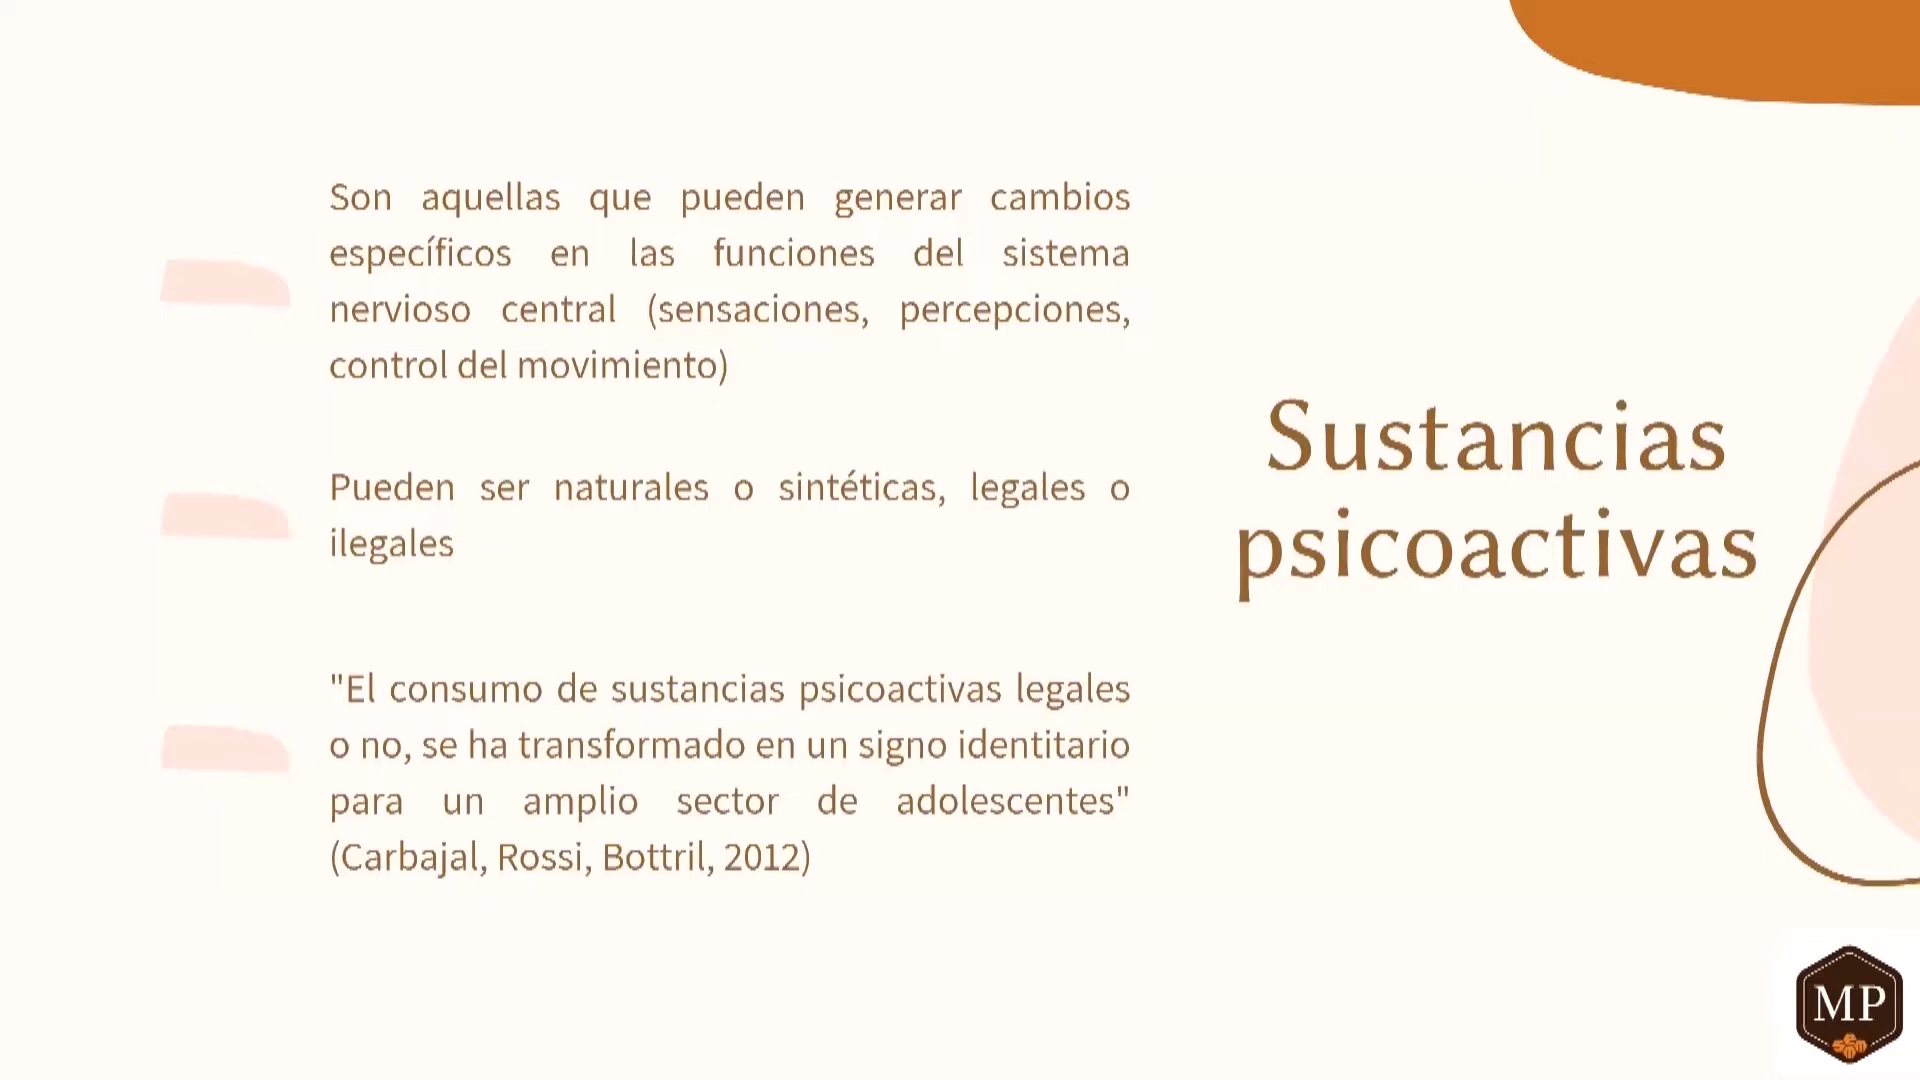 Son aquellas que pueden generar cambios
específicos en las funciones del sistema
nervioso central (sensaciones, percepciones,
control del movimiento)
Pueden ser naturales o sintéticas, legales o
ilegales
"El consumo de sustancias psicoactivas legales
o no, se ha transformado en un signo identitario
para un amplio sector de adolescentes"
(Carbajal, Rossi, Bottril, 2012)
Sustancias
psicoactivas
MP